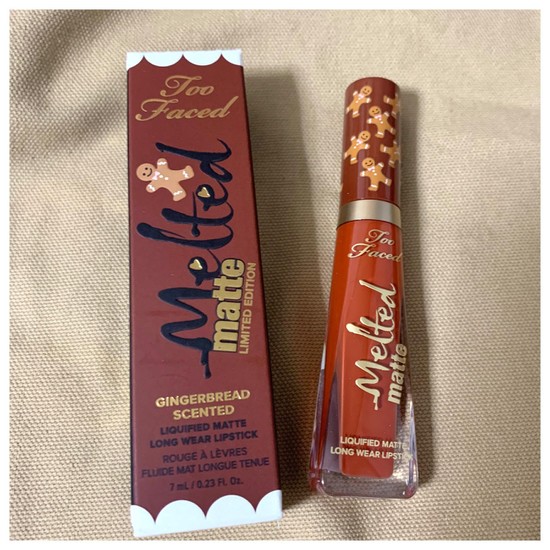 Too
Faced
Melted
matte
LIMITED EDITION
GINGERBREAD
SCENTED
LIQUIFIED MATTE
LONG WEAR LIPSTICK
ROUGE À LÈVRES
FLUIDE MAT LONGUE TENUE
7 mL / 0.23 FL Oz.
Too
Faced
Melted
matte
LIQUIFIED MATTE
LONG WEAR LIPSTICK